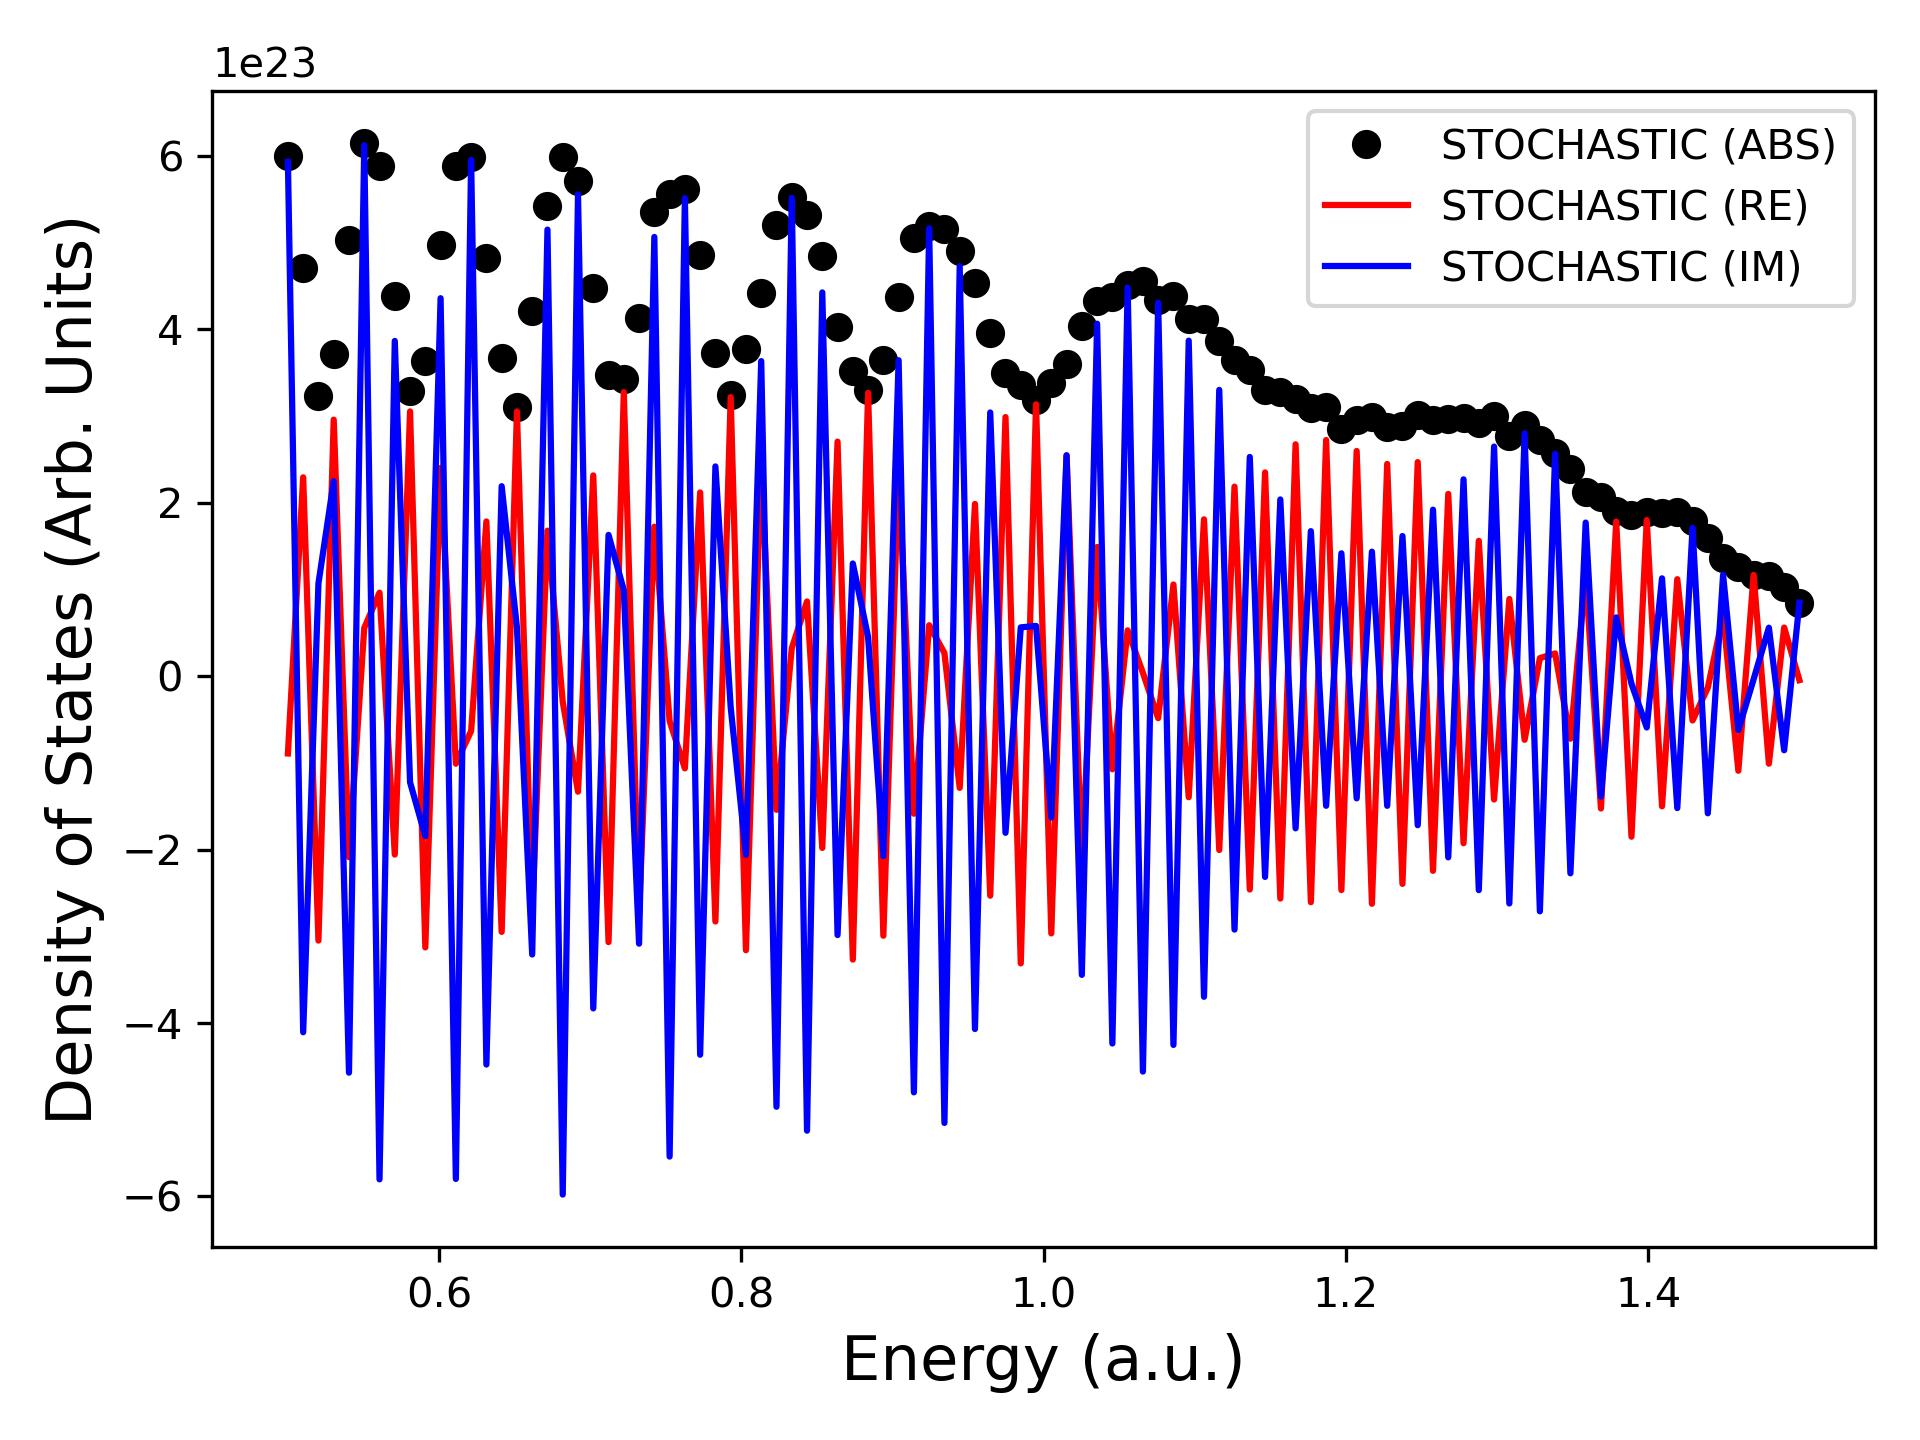 1e23
6
4
2
0
−2
−4
−6
Density of States (Arb. Units)
STOCHASTIC (ABS)
STOCHASTIC (RE)
STOCHASTIC (IM)
0.6 0.8 1.0 1.2 1.4
Energy (a.u.)